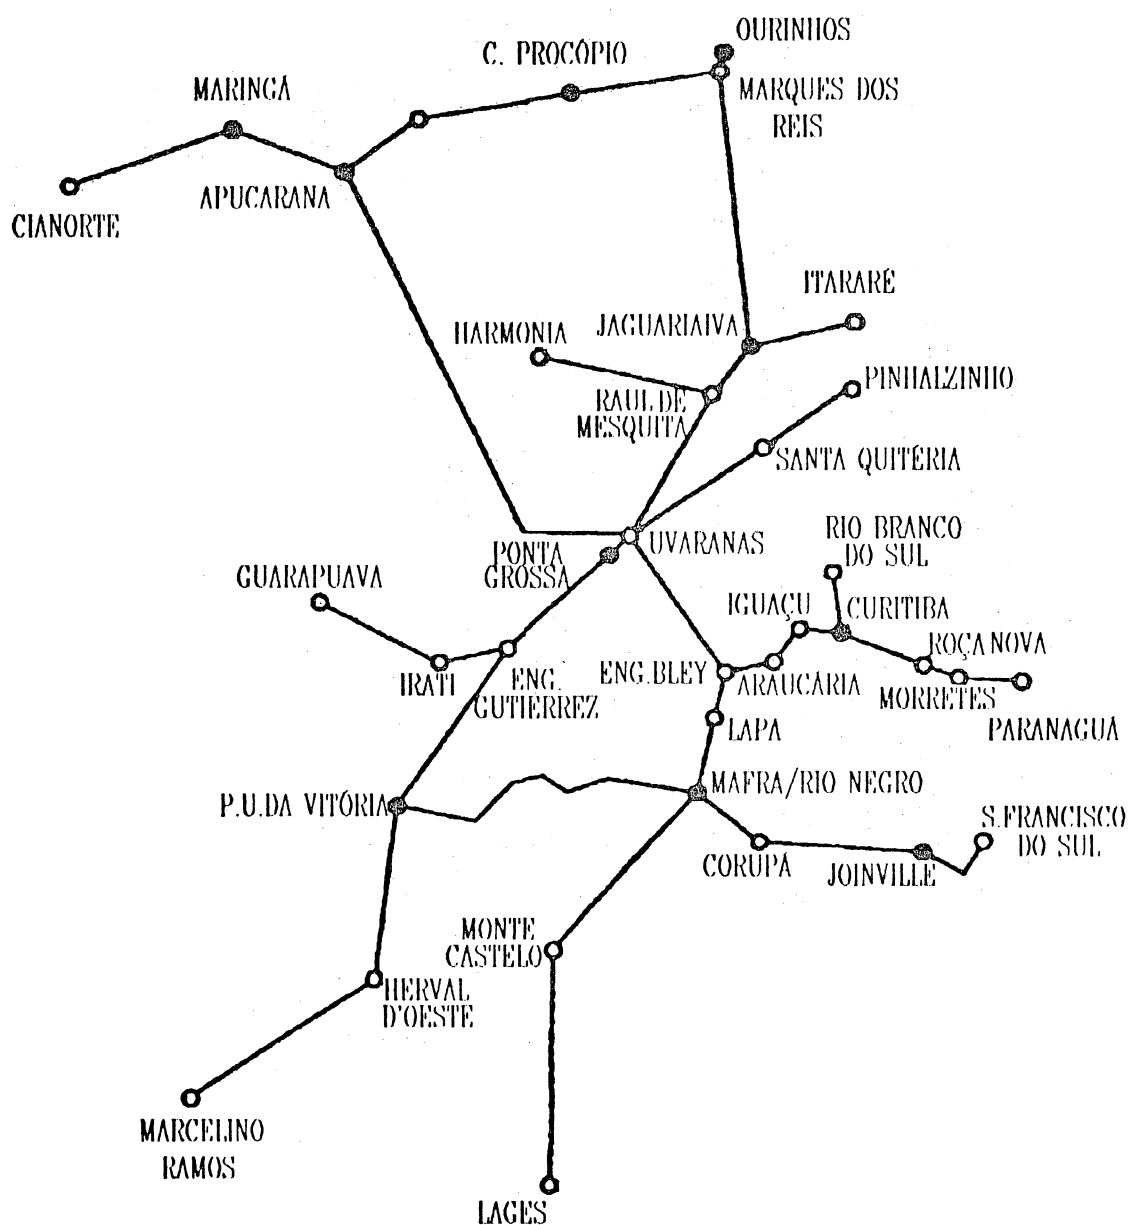 OURINHOS
C. PROCÓPIO
MARINGÁ
MARQUES DOS
REIS
APUCARANA
CIANORTE
ITARARÉ
HARMONIA
JAGUARIAIVA
PINHALZINHO
RAUL DE
MESQUITA
SANTA QUITÉRIA
RIO BRANCO
DO SUL
UVARANAS
PONTA
GROSSA
GUARAPUAVA
IGUAÇU
CURITIBA
ROÇA NOVA
IRATI
ENG.
GUTIERREZ
ENG.BLEY
ARAUCÁRIA
MORRETES
PARANAGUÁ
LAPA
MAFRA/RIO NEGRO
P.U.DA VITÓRIA
S.FRANCISCO
DO SUL
CORUPÁ
JOINVILLE
MONTE
CASTELO
HERVAL
D'OESTE
MARCELINO
RAMOS
LAGES